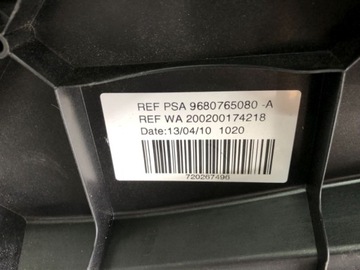 REF PSA 9680765080 -A
REF WA 200200174218
Date:13/04/10 1020
720267496